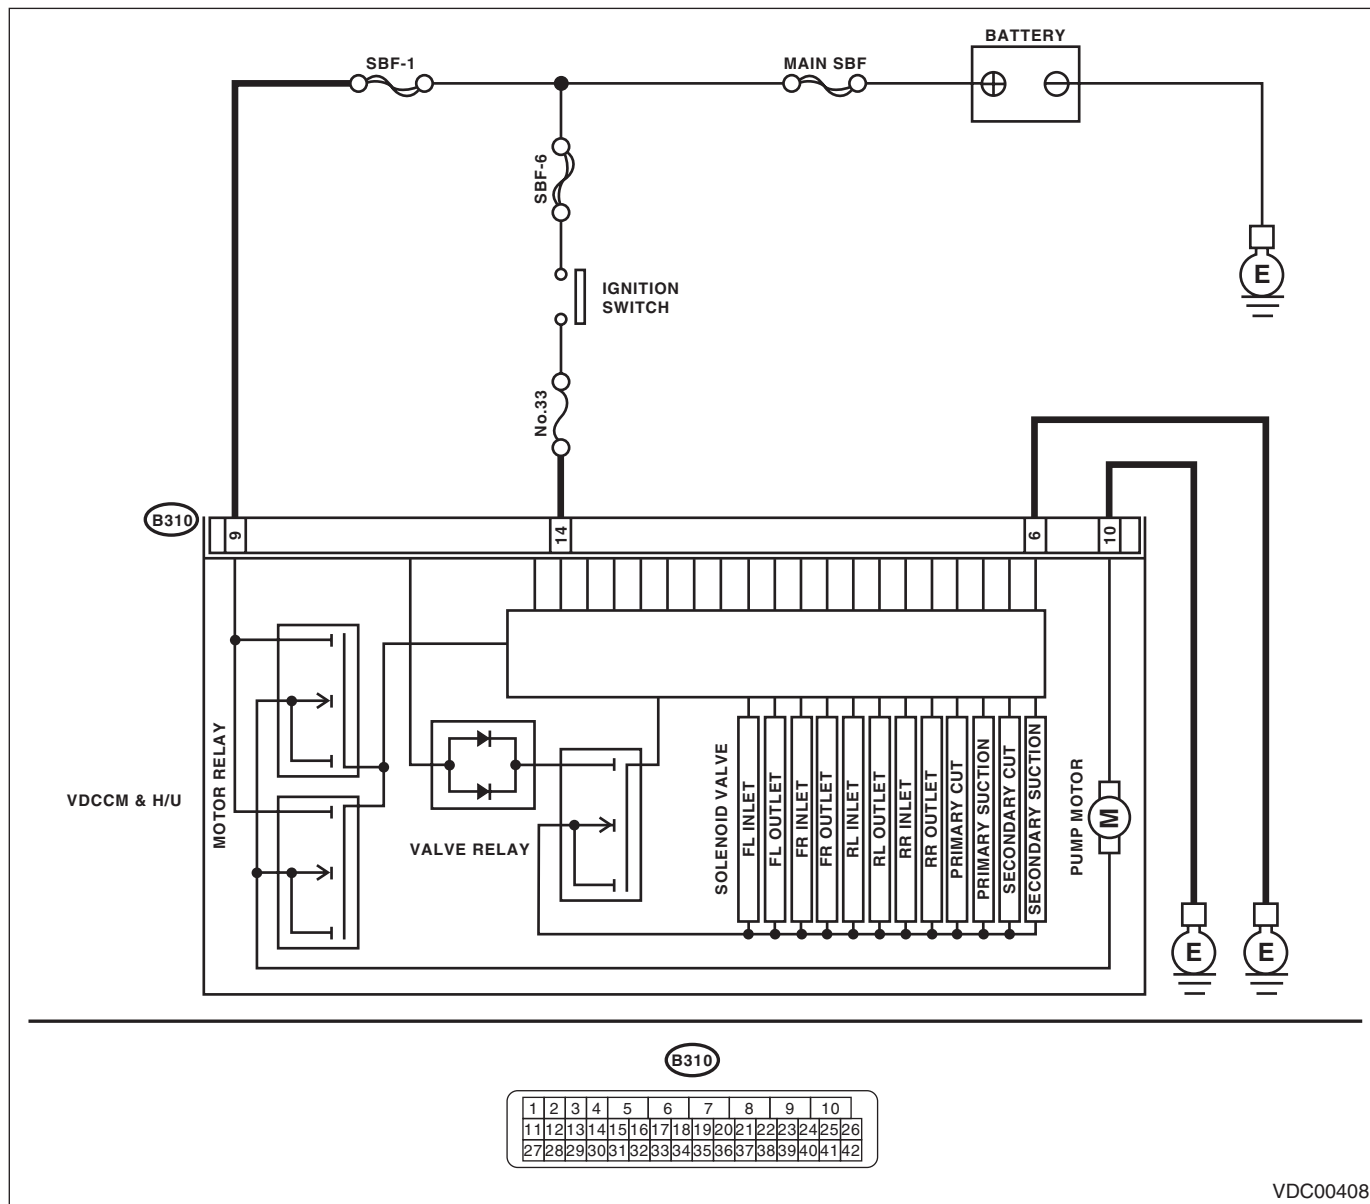 BATTERY
SBF-1
MAIN SBF
SBF-6
IGNITION
SWITCH
No.33
B310
9
14
6
10
E
MOTOR RELAY
VDCCM & H/U
VALVE RELAY
SOLENOID VALVE
FL INLET
FL OUTLET
FR INLET
FR OUTLET
RL INLET
RL OUTLET
RR INLET
RR OUTLET
PRIMARY CUT
PRIMARY SUCTION
SECONDARY CUT
SECONDARY SUCTION
PUMP MOTOR
M
E
E
B310
1 2 3 4 5 6 7 8 9 10
11 12 13 14 15 16 17 18 19 20 21 22 23 24 25 26
27 28 29 30 31 32 33 34 35 36 37 38 39 40 41 42
VDC00408